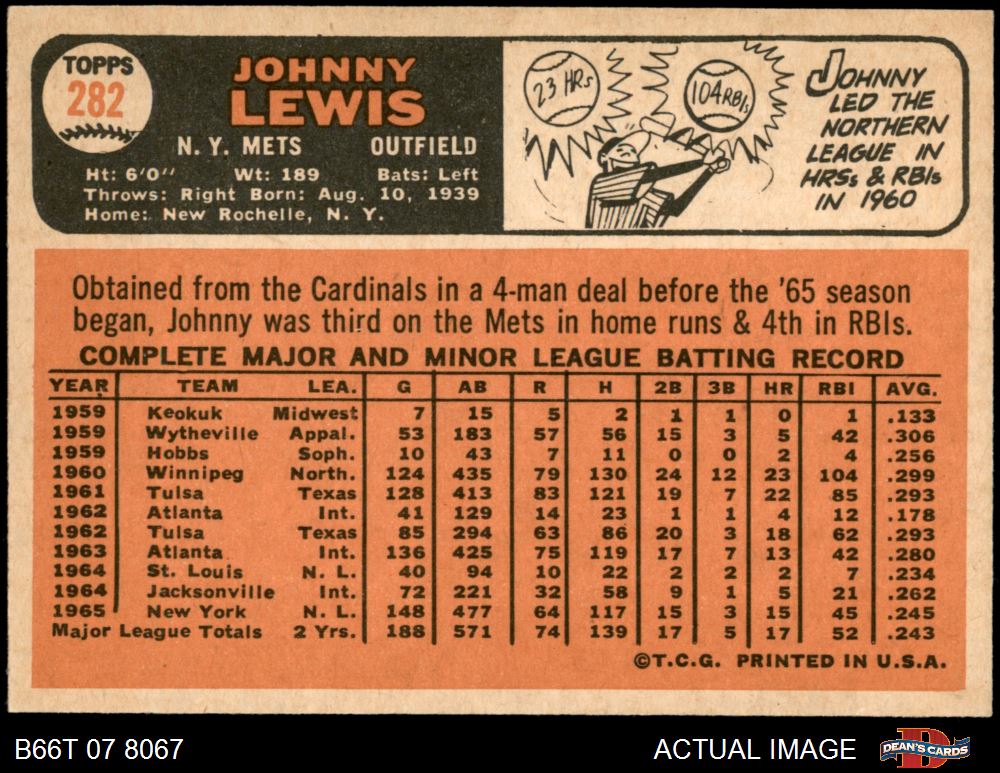 TOPPS
282
JOHNNY
LEWIS
N. Y. METS OUTFIELD
Ht: 6'0" Wt: 189 Bats: Left
Throws: Right Born: Aug. 10, 1939
Home: New Rochelle, N. Y.
23 HRs
104 RBIs
JOHNNY
LED THE
NORTHERN
LEAGUE IN
HRSs & RBIs
IN 1960
Obtained from the Cardinals in a 4-man deal before the '65 season
began, Johnny was third on the Mets in home runs & 4th in RBIs.
COMPLETE MAJOR AND MINOR LEAGUE BATTING RECORD
YEAR TEAM LEA. G AB R H 2B 3B HR RBI AVG.
1959 Keokuk Midwest 7 15 5 2 1 1 0 1 .133
1959 Wytheville Appal. 53 183 57 56 15 3 5 42 .306
1959 Hobbs Soph. 10 43 7 11 0 0 2 4 .256
1960 Winnipeg North. 124 435 79 130 24 12 23 104 .299
1961 Tulsa Texas 128 413 83 121 19 7 22 85 .293
1962 Atlanta Int. 41 129 14 23 1 1 4 12 .178
1962 Tulsa Texas 85 294 63 86 20 3 18 62 .293
1963 Atlanta Int. 136 425 75 119 17 7 13 42 .280
1964 St. Louis N. L. 40 94 10 22 2 2 2 7 .234
1964 Jacksonville Int. 72 221 32 58 9 1 5 21 .262
1965 New York N. L. 148 477 64 117 15 3 15 45 .245
Major League Totals 2 Yrs. 188 571 74 139 17 5 17 52 .243
©T.C.G. PRINTED IN U.S.A.
B66T 07 8067 ACTUAL IMAGE
DEAN'S CARDS